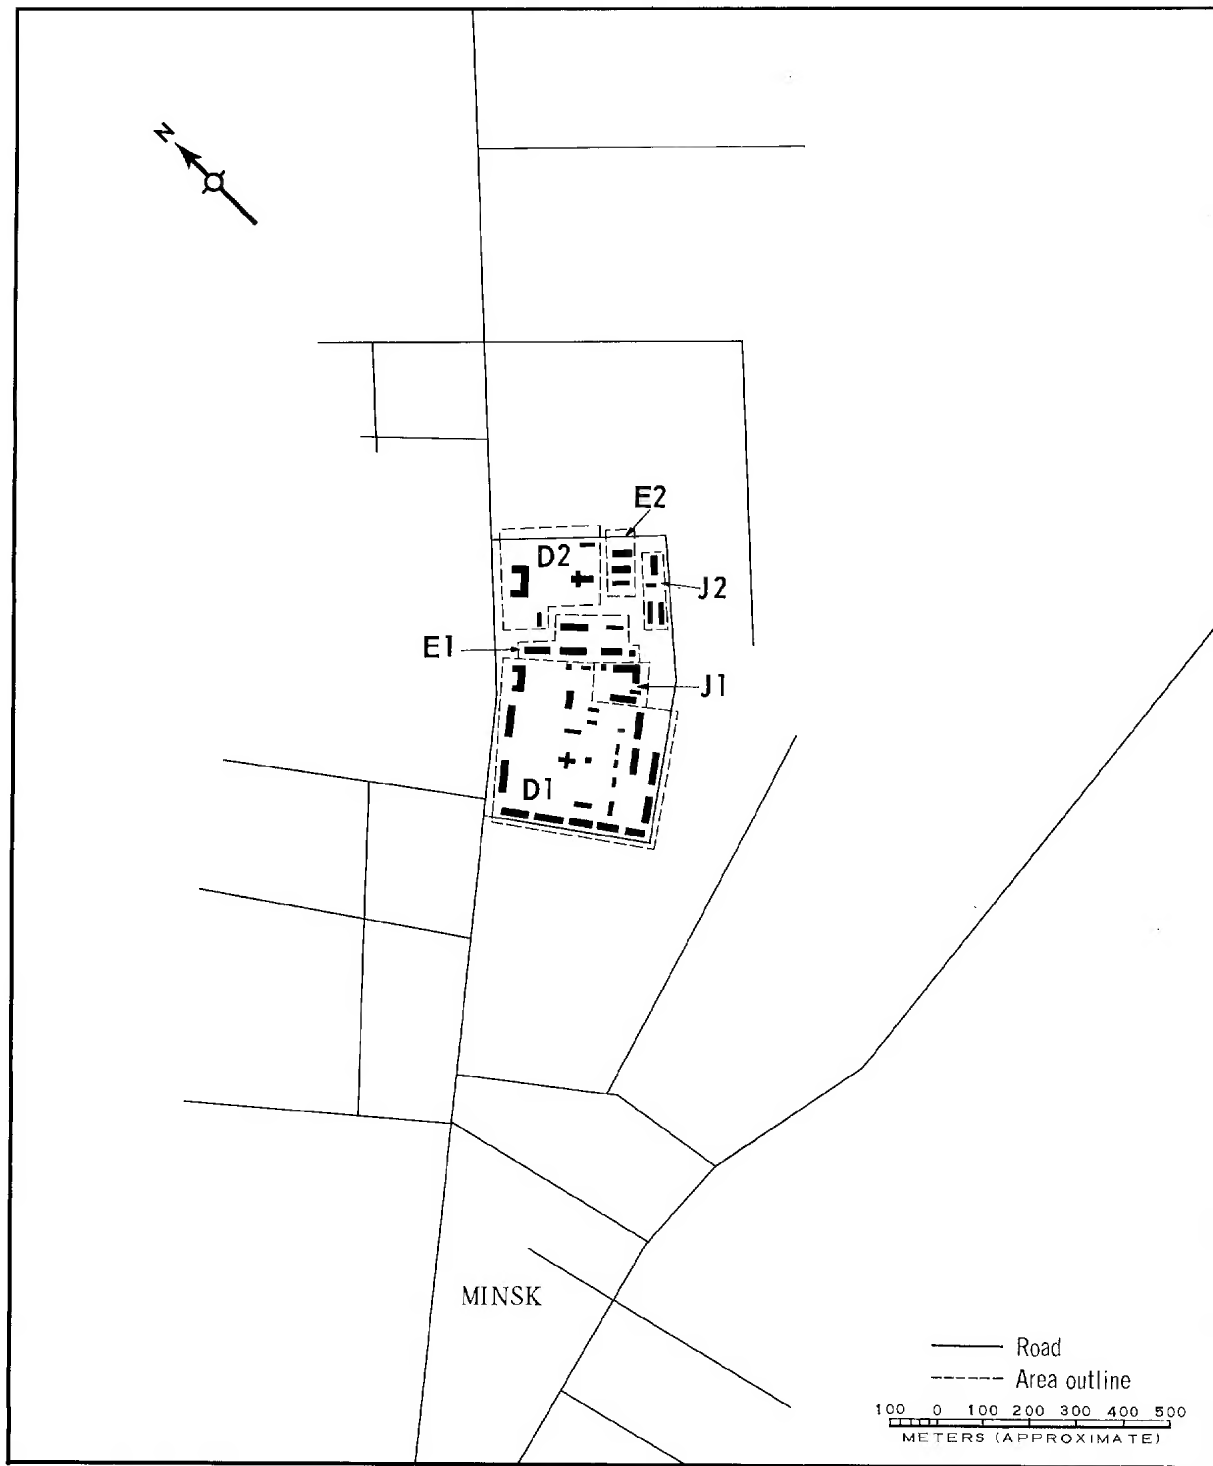 N
E2
D2
J2
E1
J1
D1
MINSK
Road
Area outline
100 0 100 200 300 400 500
METERS (APPROXIMATE)